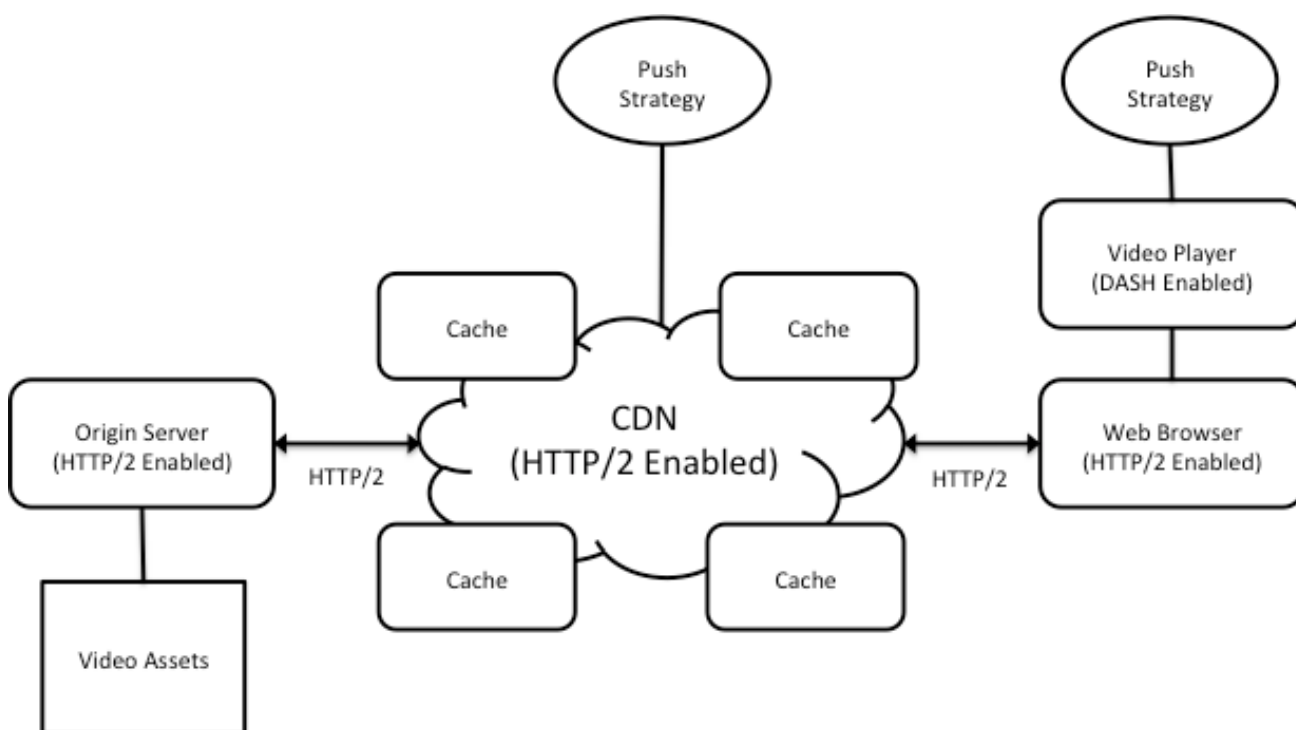 Push
Strategy
Push
Strategy
Video Player
(DASH Enabled)
Cache
Cache
Origin Server
(HTTP/2 Enabled)
HTTP/2
CDN
(HTTP/2 Enabled)
HTTP/2
Web Browser
(HTTP/2 Enabled)
Cache
Cache
Video Assets